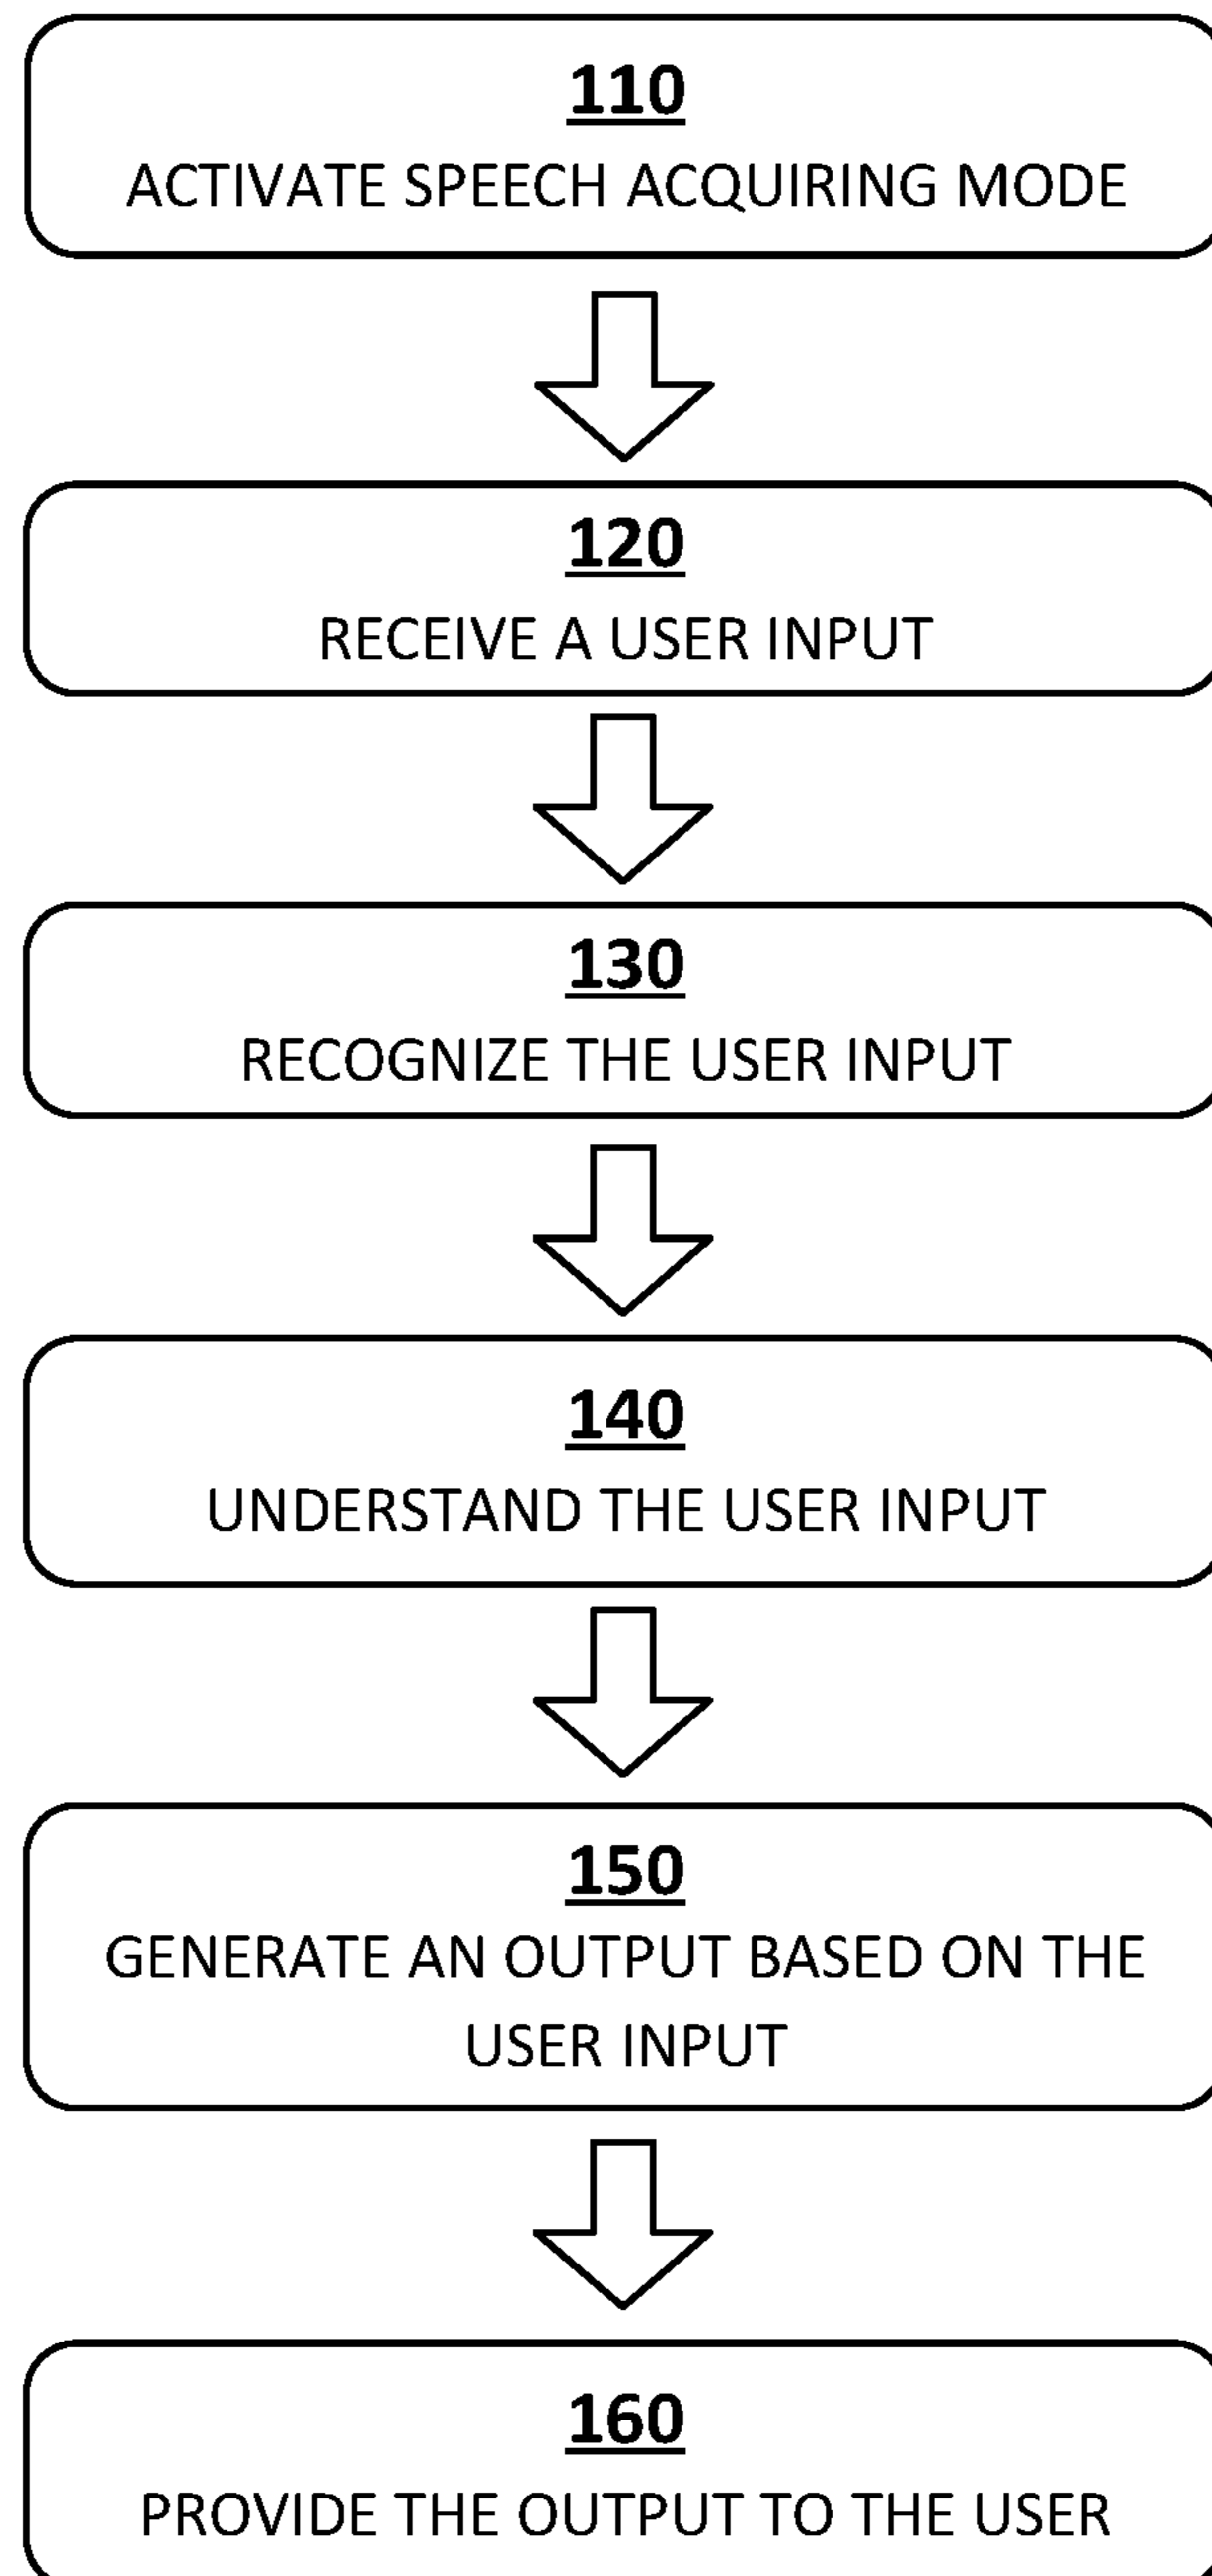 110
ACTIVATE SPEECH ACQUIRING MODE
120
RECEIVE A USER INPUT
130
RECOGNIZE THE USER INPUT
140
UNDERSTAND THE USER INPUT
150
GENERATE AN OUTPUT BASED ON THE
USER INPUT
160
PROVIDE THE OUTPUT TO THE USER